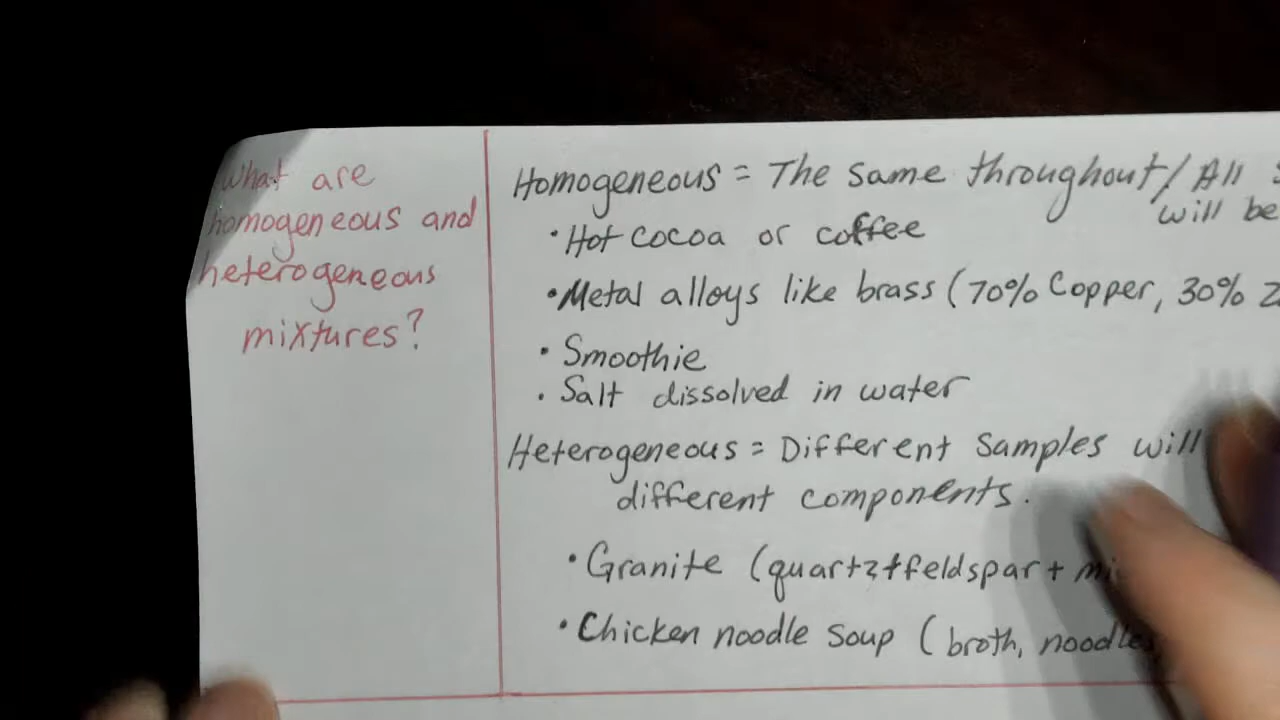 What are
homogeneous and
heterogeneous
mixtures?
Homogeneous = The same throughout / All
will be
• Hot cocoa or coffee
• Metal alloys like brass (70% Copper, 30%
• Smoothie
• Salt dissolved in water
Heterogeneous = Different Samples will
different components.
• Granite (quartz+feldspar+
• Chicken noodle soup (broth, noodles